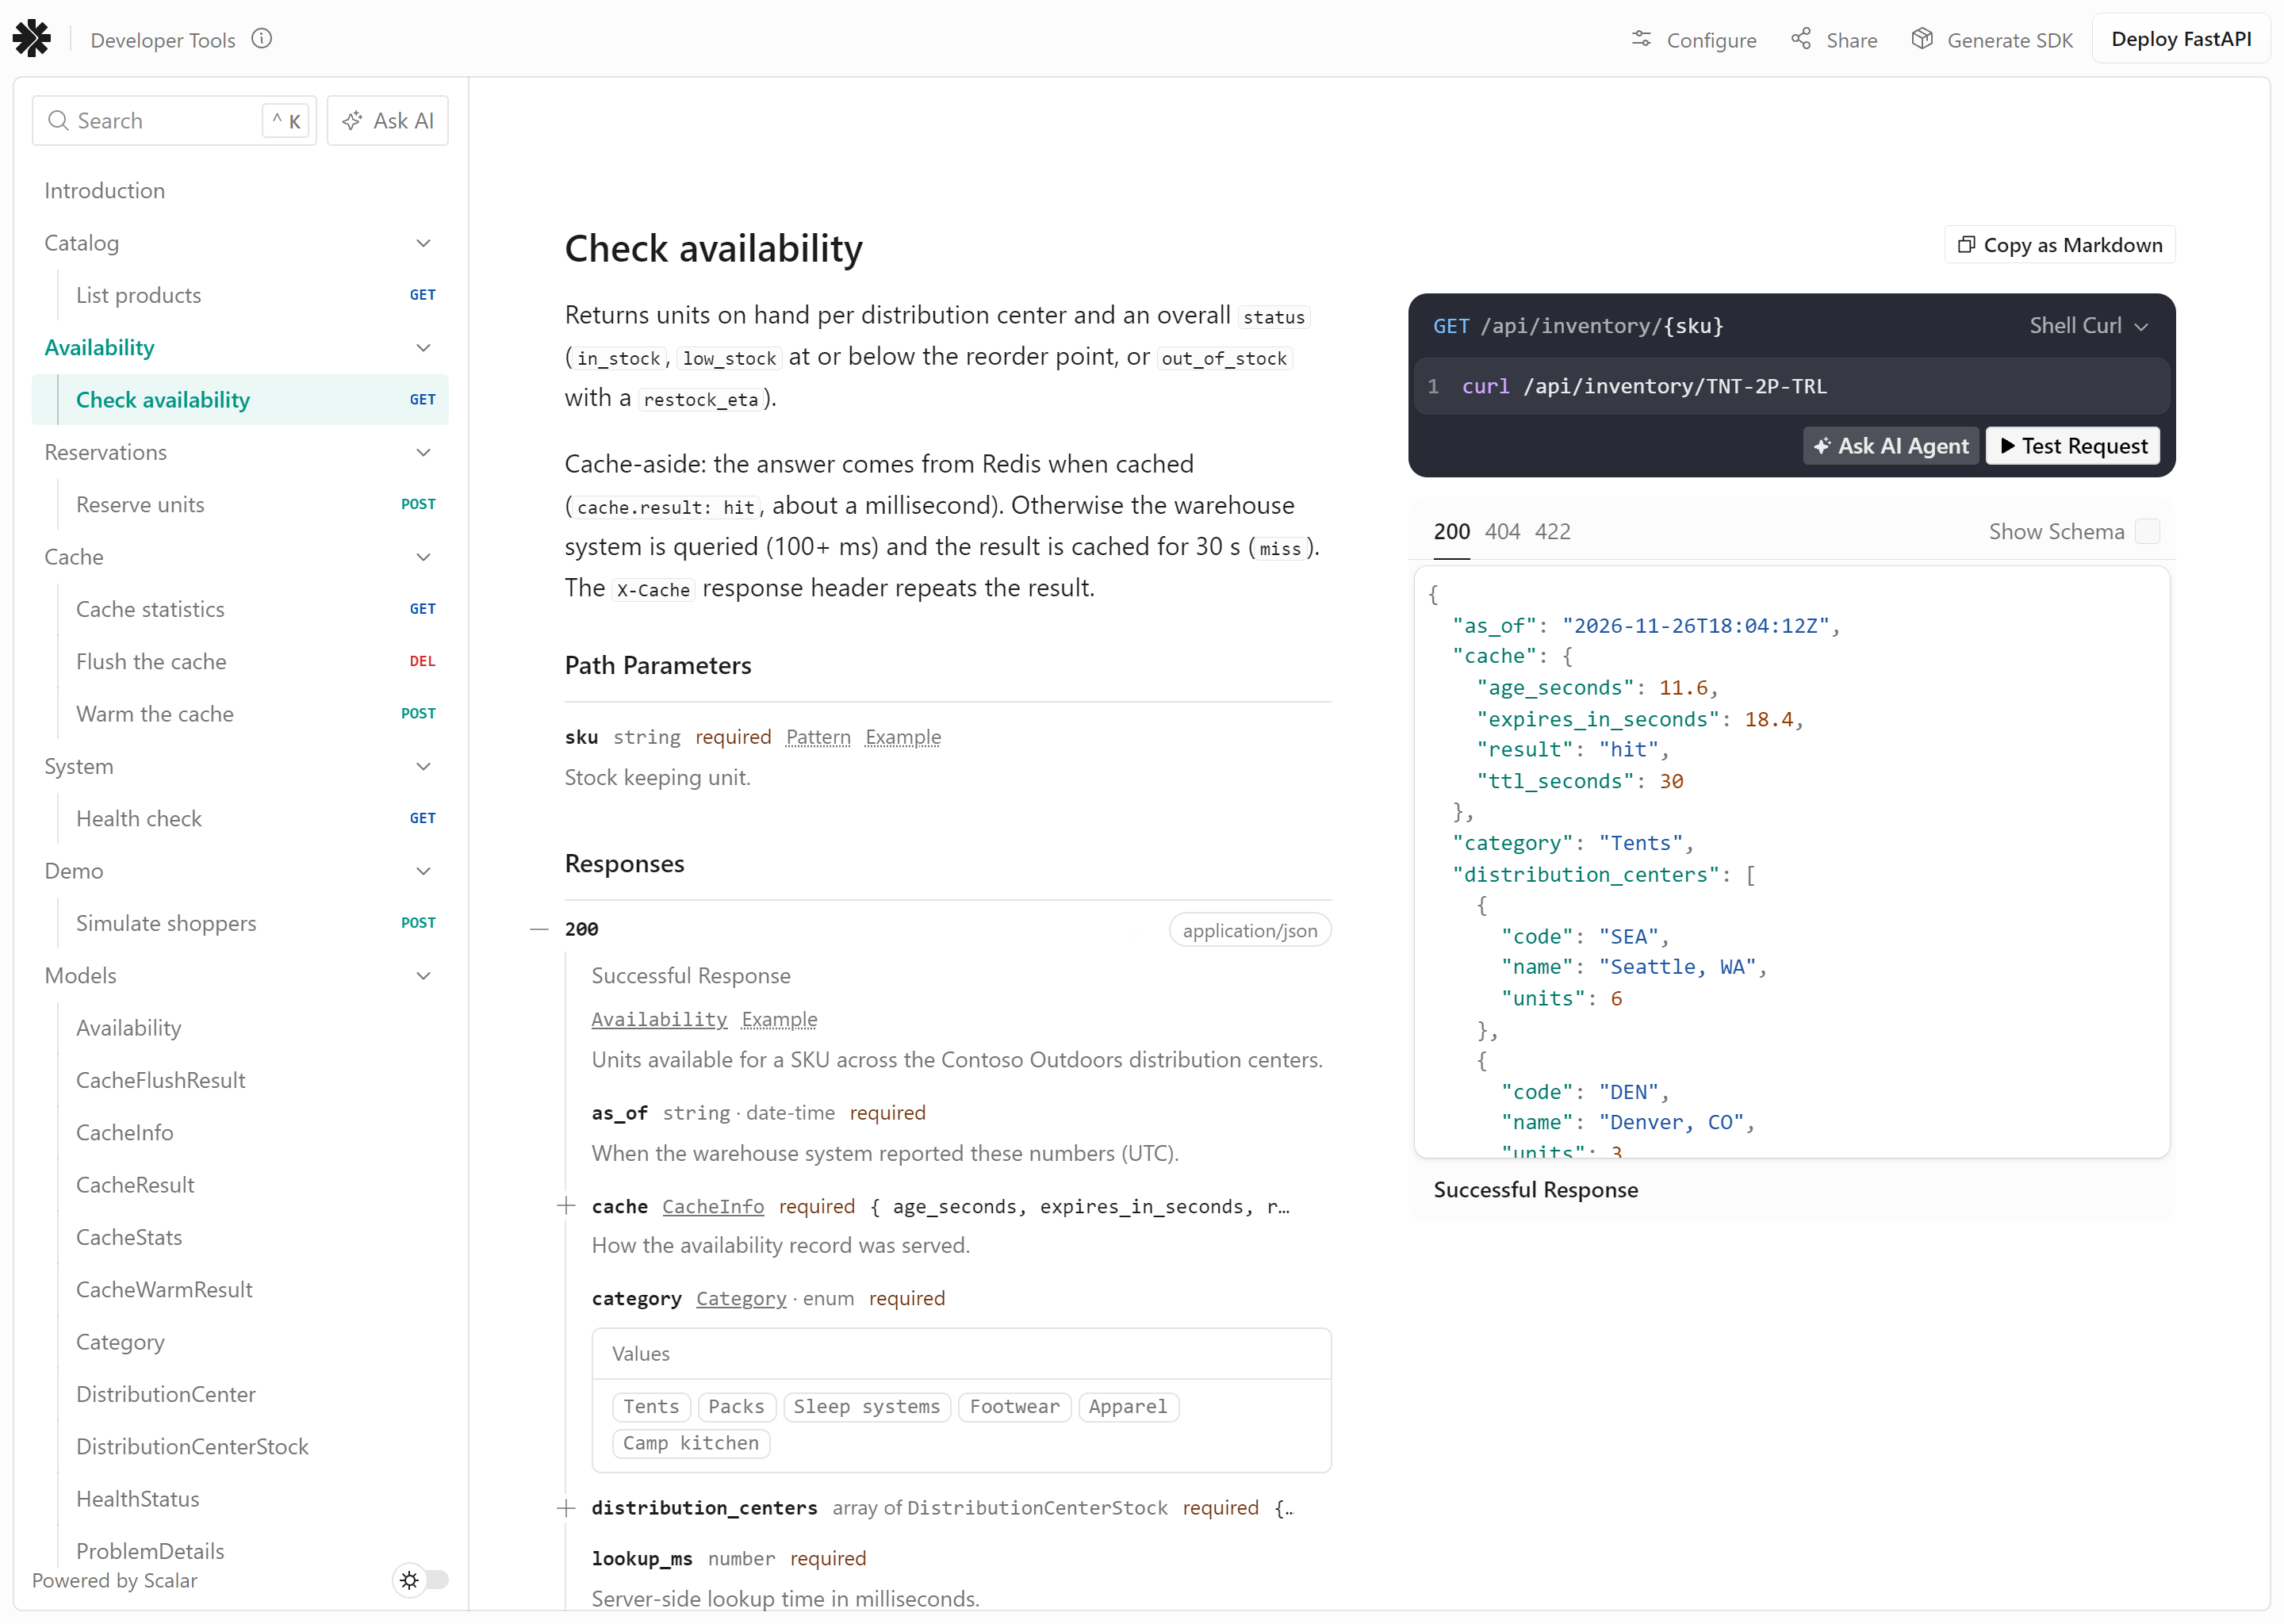 Developer Tools
Configure
Share
Generate SDK
Deploy FastAPI
Search
^ K
Ask AI
Introduction
Catalog
List products GET
Availability
Check availability GET
Reservations
Reserve units POST
Cache
Cache statistics GET
Flush the cache DEL
Warm the cache POST
System
Health check GET
Demo
Simulate shoppers POST
Models
Availability
CacheFlushResult
CacheInfo
CacheResult
CacheStats
CacheWarmResult
Category
DistributionCenter
DistributionCenterStock
HealthStatus
ProblemDetails
Powered by Scalar
Check availability
Returns units on hand per distribution center and an overall status
(in_stock, low_stock at or below the reorder point, or out_of_stock
with a restock_eta).
Cache-aside: the answer comes from Redis when cached
(cache.result: hit, about a millisecond). Otherwise the warehouse
system is queried (100+ ms) and the result is cached for 30 s (miss).
The X-Cache response header repeats the result.
Path Parameters
sku string required Pattern Example
Stock keeping unit.
Responses
200 application/json
Successful Response
Availability Example
Units available for a SKU across the Contoso Outdoors distribution centers.
as_of string · date-time required
When the warehouse system reported these numbers (UTC).
cache CacheInfo required { age_seconds, expires_in_seconds, r…
How the availability record was served.
category Category · enum required
Values
Tents Packs Sleep systems Footwear Apparel
Camp kitchen
distribution_centers array of DistributionCenterStock required {…
lookup_ms number required
Server-side lookup time in milliseconds.
Copy as Markdown
GET /api/inventory/{sku} Shell Curl
1 curl /api/inventory/TNT-2P-TRL
Ask AI Agent
Test Request
200 404 422 Show Schema
{
"as_of": "2026-11-26T18:04:12Z",
"cache": {
"age_seconds": 11.6,
"expires_in_seconds": 18.4,
"result": "hit",
"ttl_seconds": 30
},
"category": "Tents",
"distribution_centers": [
{
"code": "SEA",
"name": "Seattle, WA",
"units": 6
},
{
"code": "DEN",
"name": "Denver, CO",
"units": 3
Successful Response